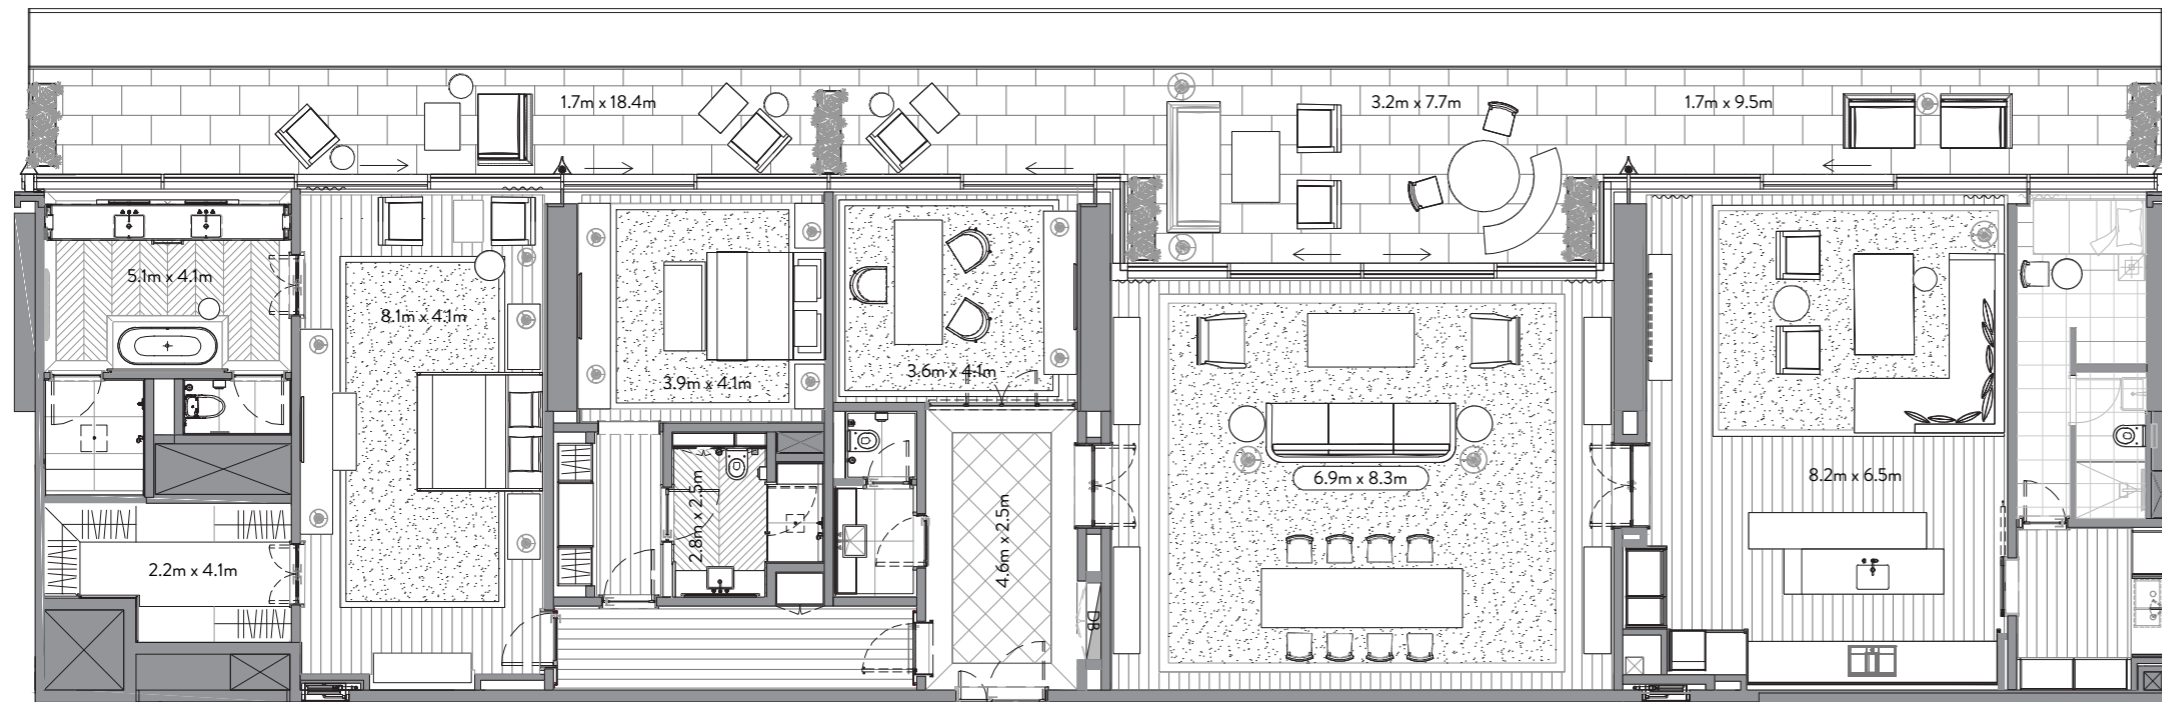 1.7m x 18.4m
3.2m x 7.7m
1.7m x 9.5m
5.1m x 4.1m
8.1m x 4.1m
3.9m x 4.1m
3.6m x 4.1m
6.9m x 8.3m
8.2m x 6.5m
2.8m x 2.5m
4.6m x 2.5m
2.2m x 4.1m
DB